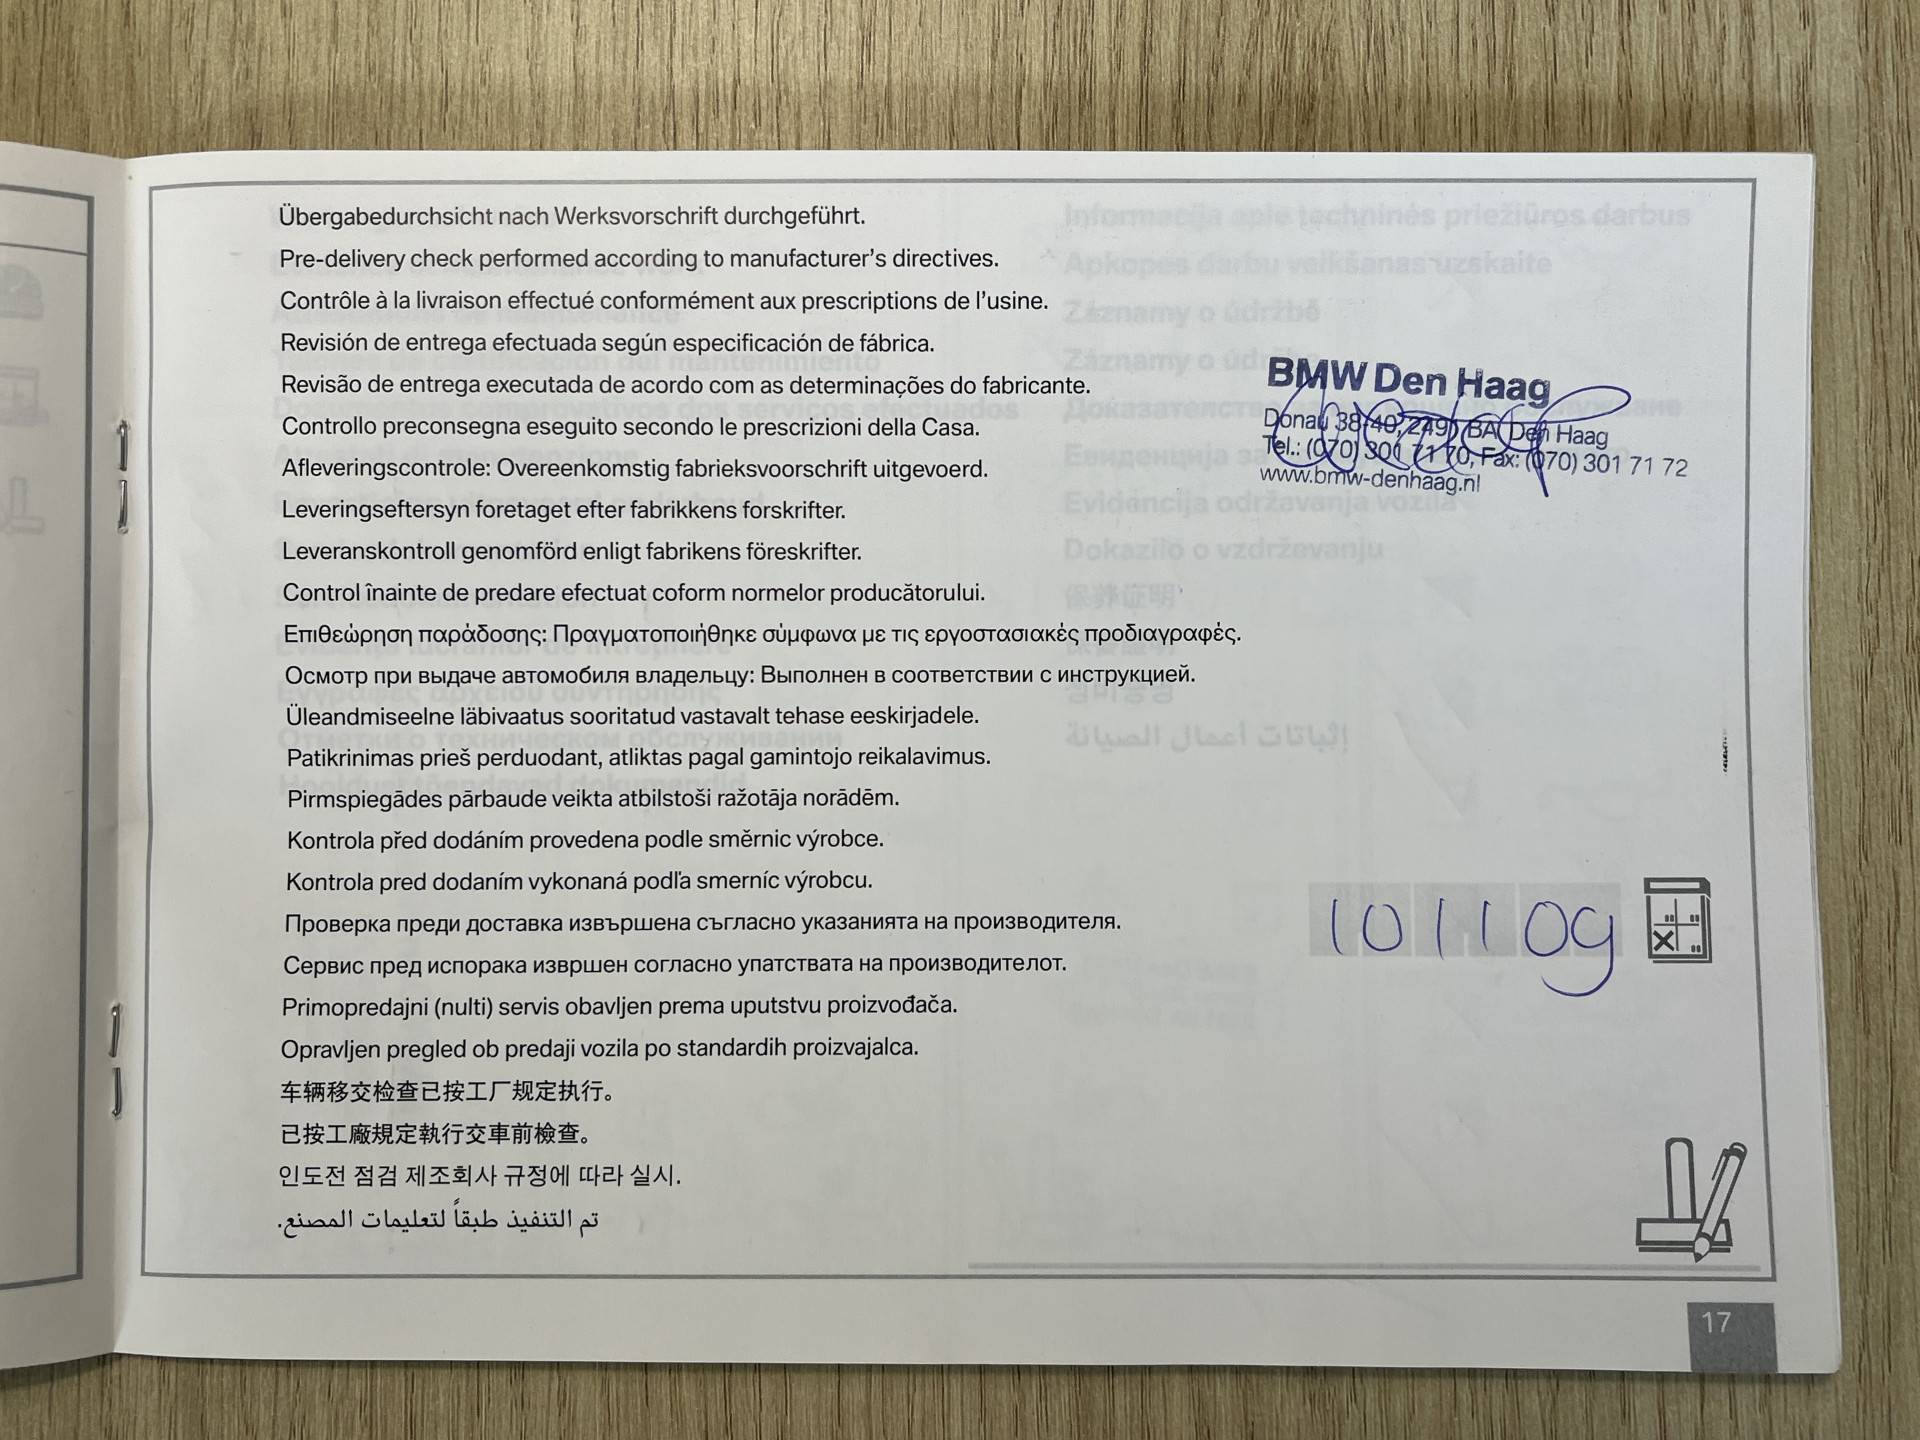 Übergabedurchsicht nach Werksvorschrift durchgeführt.
Pre-delivery check performed according to manufacturer’s directives.
Contrôle à la livraison effectué conformément aux prescriptions de l’usine.
Revisión de entrega efectuada según especificación de fábrica.
Revisão de entrega executada de acordo com as determinações do fabricante.
Controllo preconsegna eseguito secondo le prescrizioni della Casa.
Afleveringscontrole: Overeenkomstig fabrieksvoorschrift uitgevoerd.
Leveringseftersyn foretaget efter fabrikkens forskrifter.
Leveranskontroll genomförd enligt fabrikens föreskrifter.
Control înainte de predare efectuat coform normelor producătorului.
Επιθεώρηση παράδοσης: Πραγματοποιήθηκε σύμφωνα με τις εργοστασιακές προδιαγραφές.
Осмотр при выдаче автомобиля владельцу: Выполнен в соответствии с инструкцией.
Üleandmiseelne läbivaatus sooritatud vastavalt tehase eeskirjadele.
Patikrinimas prieš perduodant, atliktas pagal gamintojo reikalavimus.
Pirmspiegādes pārbaude veikta atbilstoši ražotāja norādēm.
Kontrola před dodáním provedena podle směrnic výrobce.
Kontrola pred dodaním vykonaná podľa smerníc výrobcu.
Проверка преди доставка извършена съгласно указанията на производителя.
Сервис пред испорака извршен согласно упатствата на производителот.
Primopredajni (nulti) servis obavljen prema uputstvu proizvođača.
Opravljen pregled ob predaji vozila po standardih proizvajalca.
车辆移交检查已按工厂规定执行。
已按工廠規定執行交車前檢查。
인도전 점검 제조회사 규정에 따라 실시.
تم التنفيذ طبقاً لتعليمات المصنع.
BMW Den Haag
Donau 38-40, 2491 BA Den Haag
Tel.: (070) 301 71 70, Fax: (070) 301 71 72
www.bmw-denhaag.nl
10 11 09
17